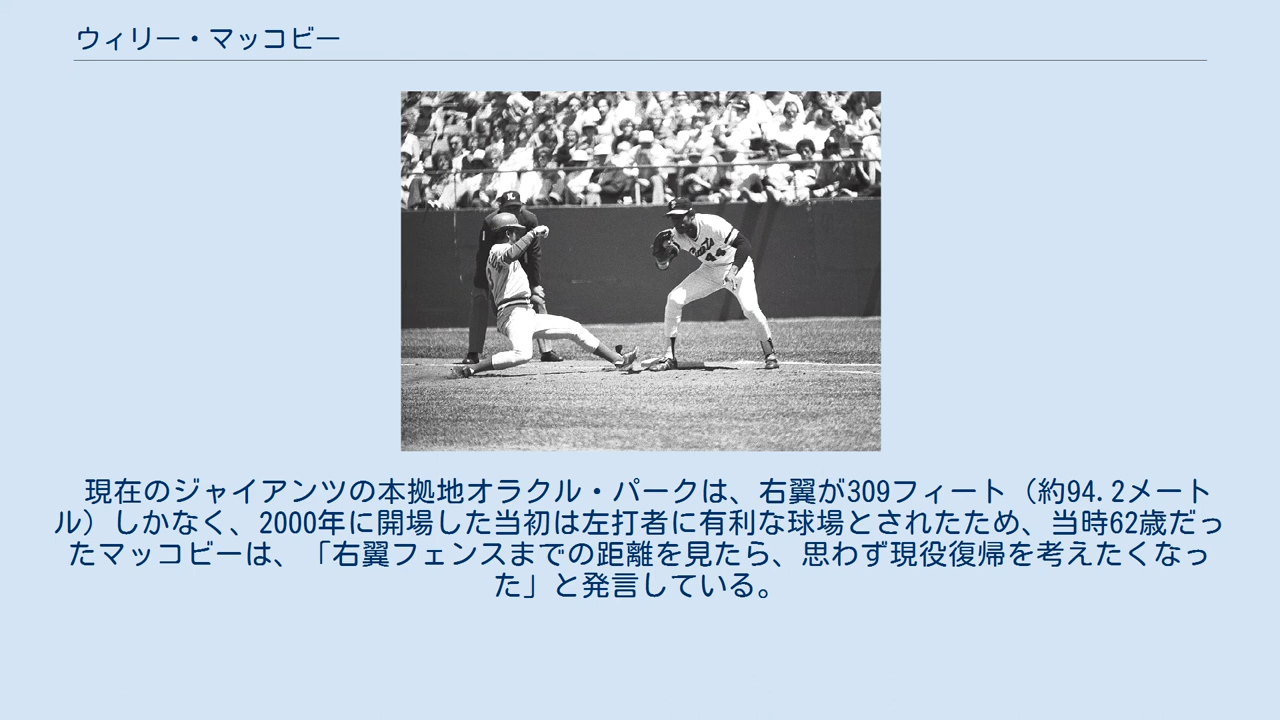 ウィリー・マッコビー
Giants
44
現在のジャイアンツの本拠地オラクル・パークは、右翼が309フィート（約94.2メート
ル）しかなく、2000年に開場した当初は左打者に有利な球場とされたため、当時62歳だっ
たマッコビーは、「右翼フェンスまでの距離を見たら、思わず現役復帰を考えたくなっ
た」と発言している。